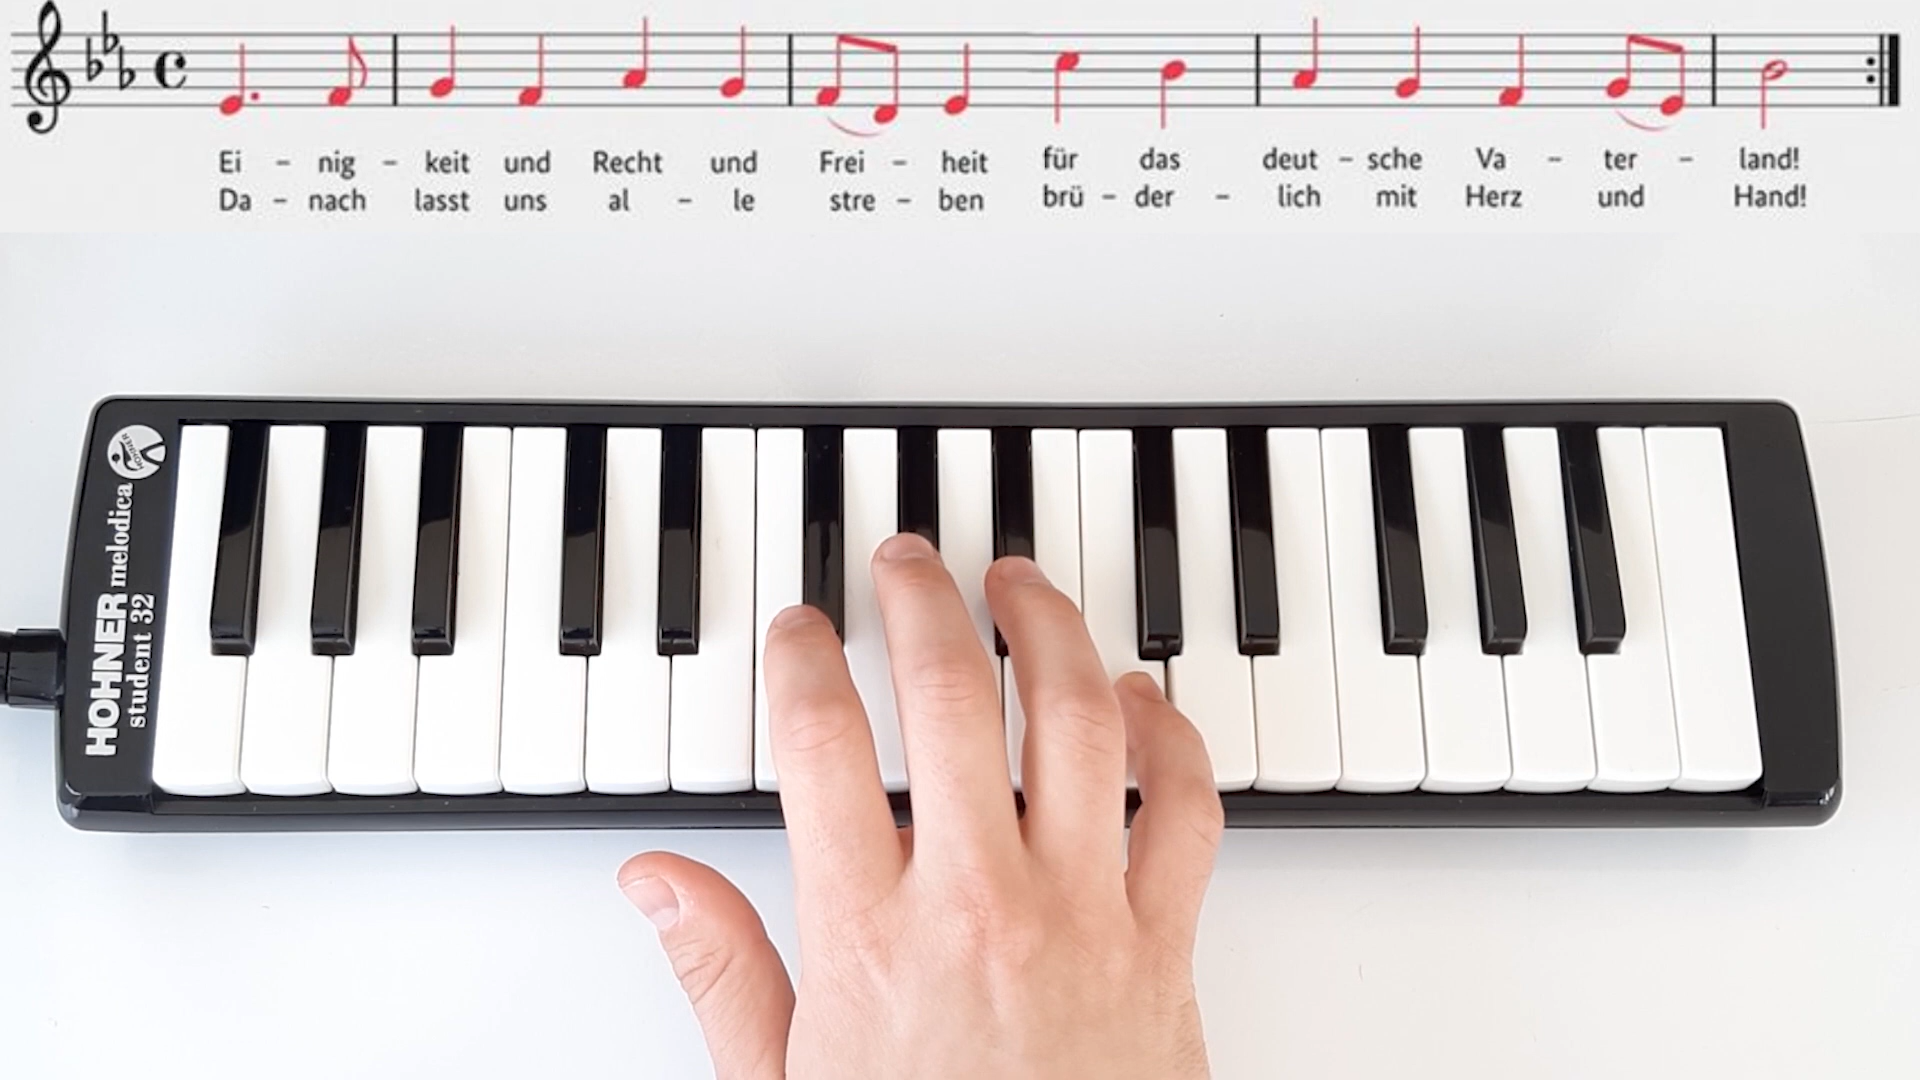 Ei – nig – keit und Recht und Frei – heit für das deut – sche Va – ter – land!
Da – nach lasst uns al – le stre – ben brü – der – lich mit Herz und Hand!
HOHNER melodica
student 32
HOHNER